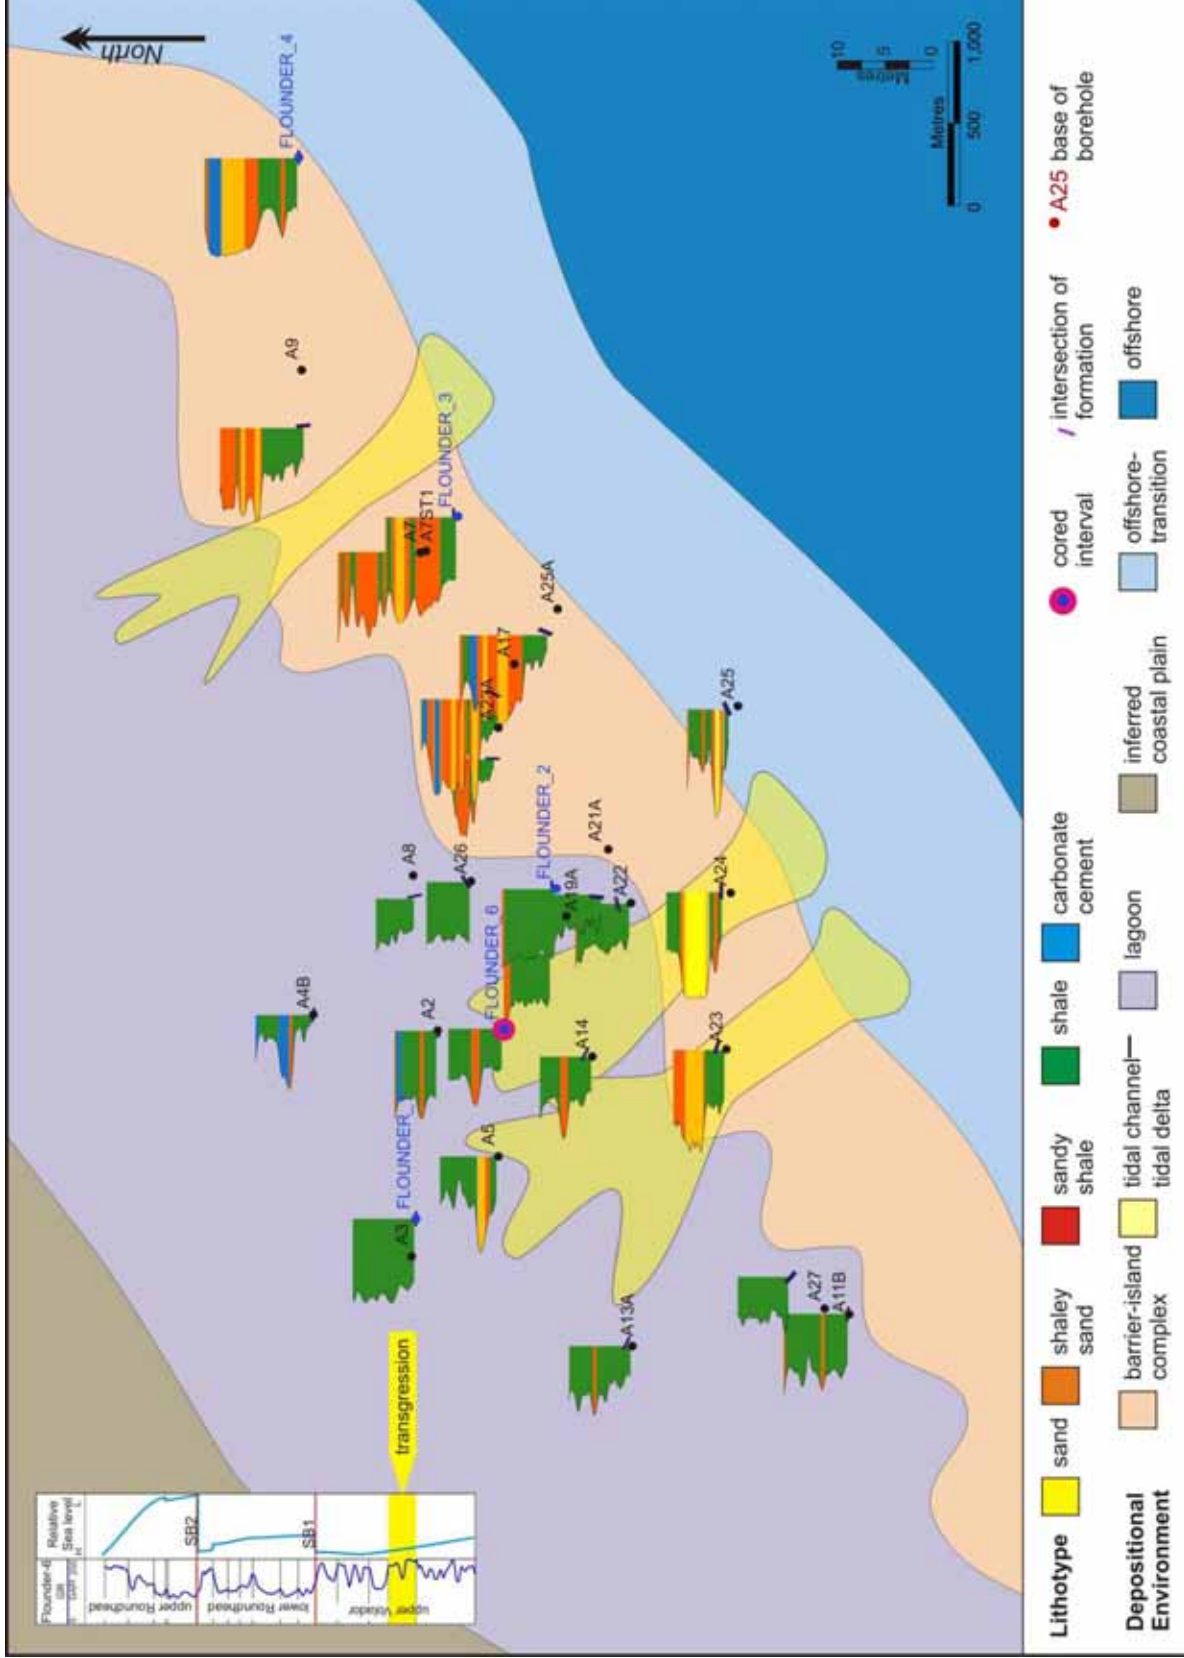 North
FLOUNDER_4
A9
FLOUNDER_3
A7
A7ST1
A25A
A17
A25
FLOUNDER_2
A21A
A8
A26
A19A
A22
A24
FLOUNDER_6
A4B
A2
A14
A23
FLOUNDER_
A3
A13A
A27
A11B
transgression
Flounder-6
GR
Relative
Sea level
H L
SB2
SB1
upper Roundhead
lower Roundhead
upper Volador
10
5
0
Metres
Metres
0 500 1,000
Lithotype
sand
shaley
sand
sandy
shale
shale
carbonate
cement
cored
interval
intersection of
formation
A25 base of
borehole
Depositional
Environment
barrier-island
complex
tidal channel—
tidal delta
lagoon
inferred
coastal plain
offshore-
transition
offshore